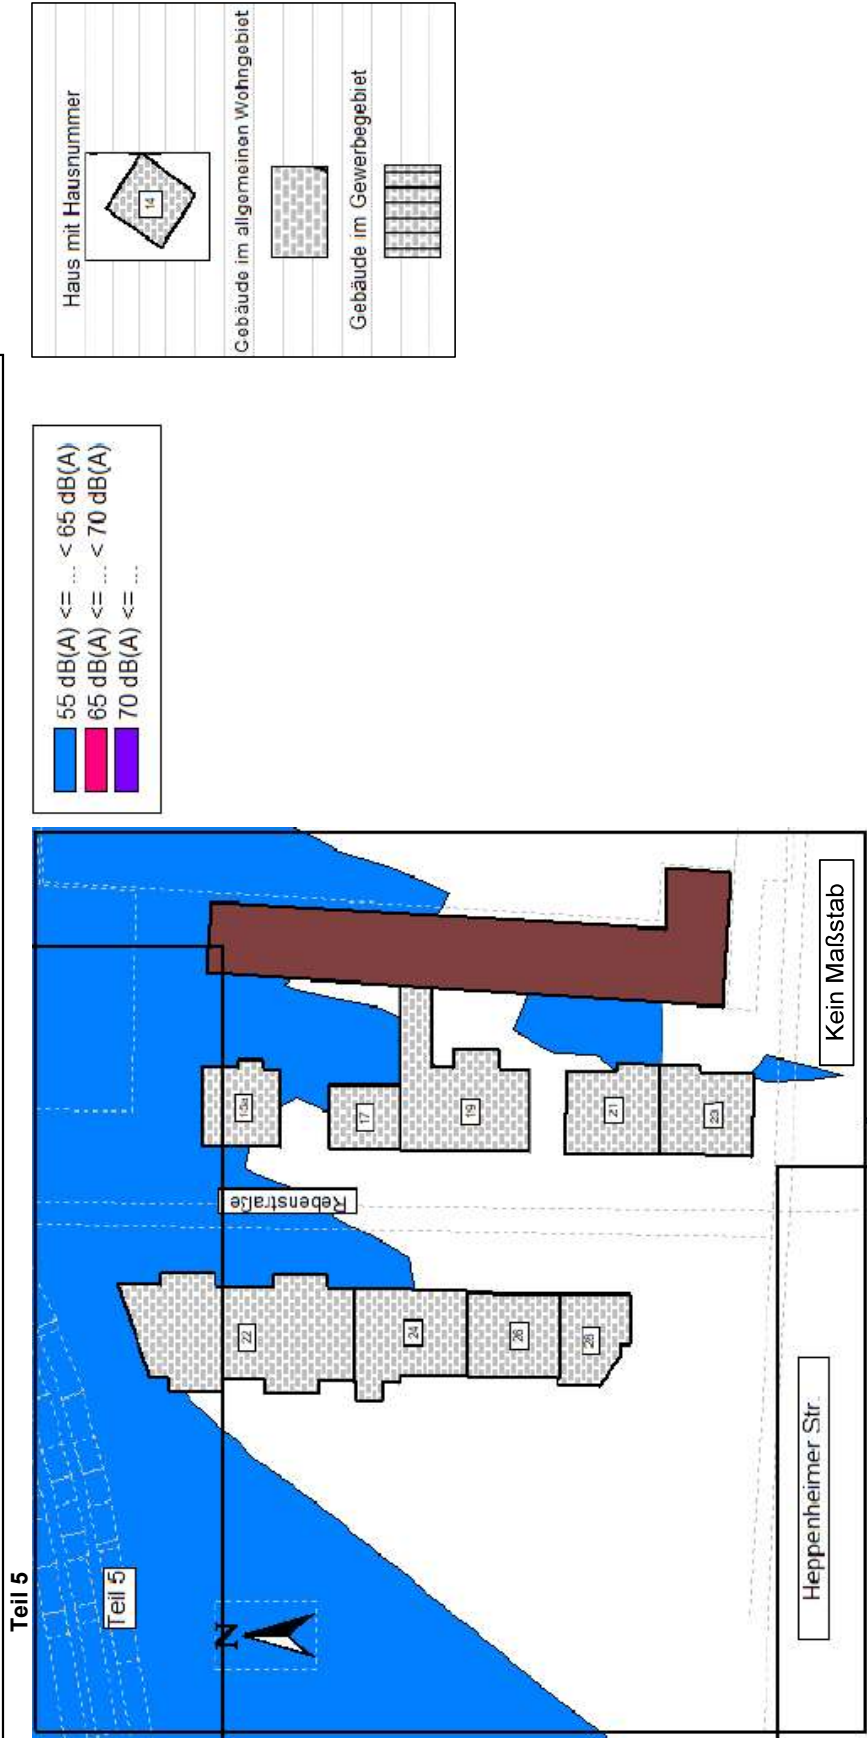 Teil 5
Teil 5
N
22
24
26
28
Rebenstraße
15a
17
19
21
23
Heppenheimer Str.
Kein Maßstab
55 dB(A) <= ... < 65 dB(A)
65 dB(A) <= ... < 70 dB(A)
70 dB(A) <= ...
Haus mit Hausnummer
14
Gebäude im allgemeinen Wohngebiet
Gebäude im Gewerbegebiet